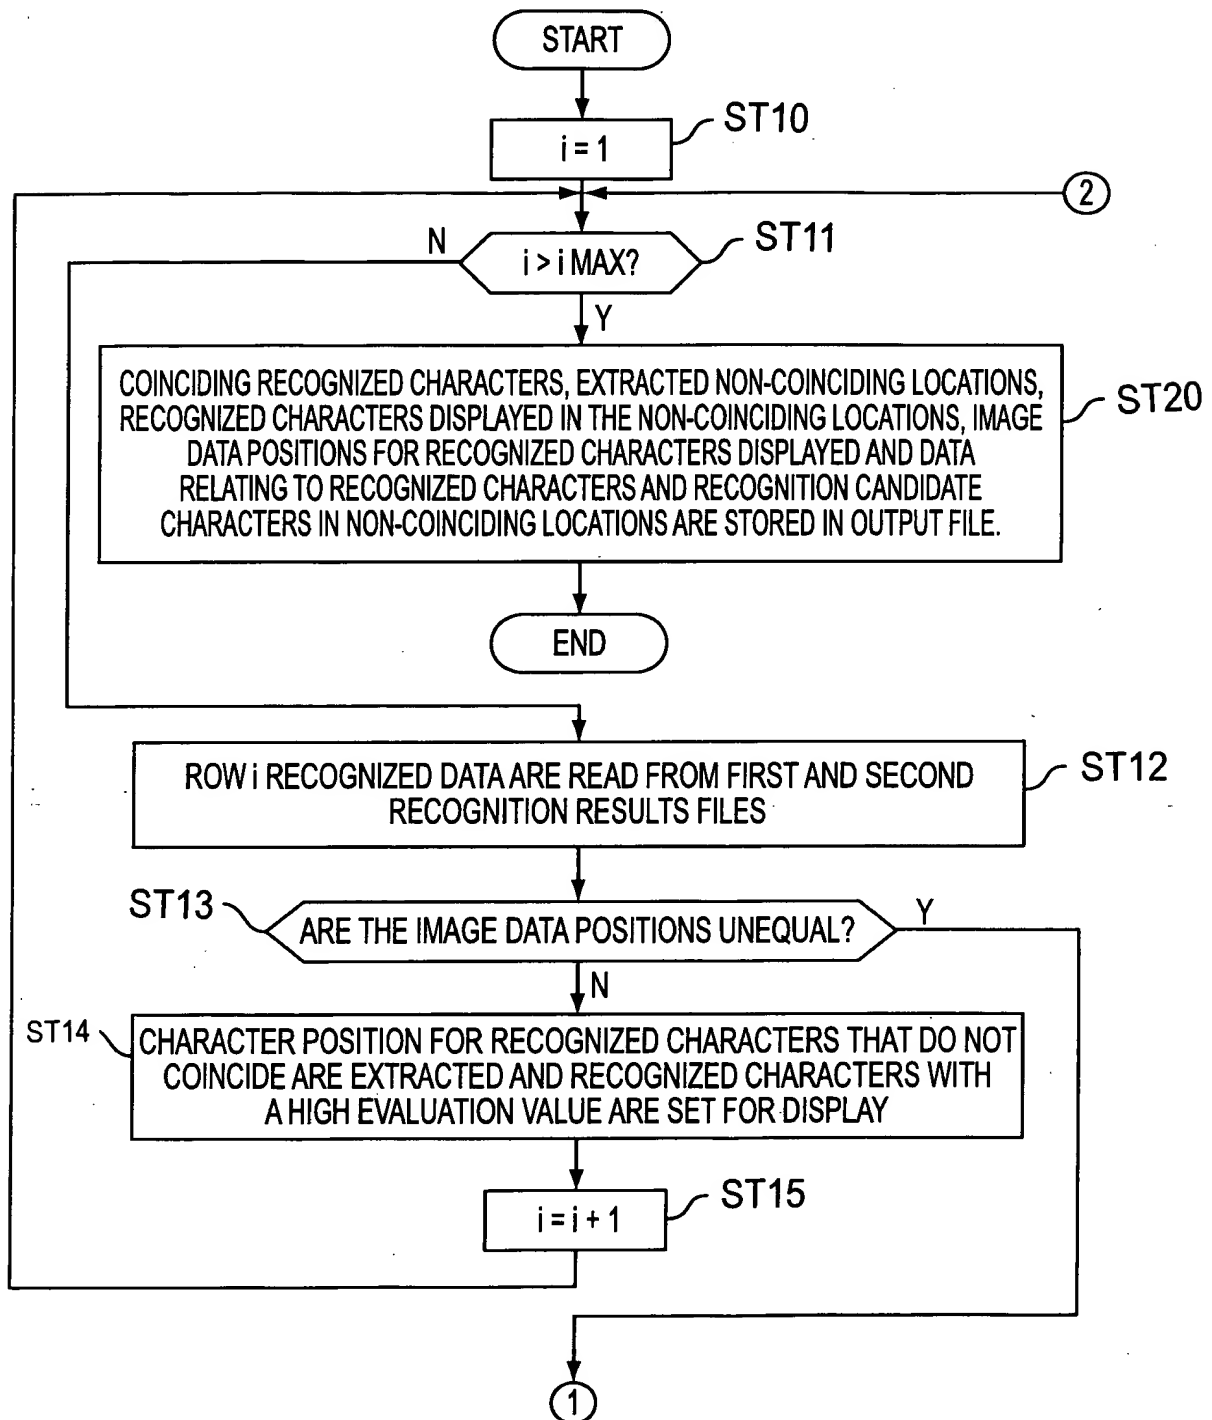 START
ST10
i = 1
2
N
ST11
i > i MAX?
Y
COINCIDING RECOGNIZED CHARACTERS, EXTRACTED NON-COINCIDING LOCATIONS,
RECOGNIZED CHARACTERS DISPLAYED IN THE NON-COINCIDING LOCATIONS, IMAGE
DATA POSITIONS FOR RECOGNIZED CHARACTERS DISPLAYED AND DATA
RELATING TO RECOGNIZED CHARACTERS AND RECOGNITION CANDIDATE
CHARACTERS IN NON-COINCIDING LOCATIONS ARE STORED IN OUTPUT FILE.
ST20
END
ROW i RECOGNIZED DATA ARE READ FROM FIRST AND SECOND
RECOGNITION RESULTS FILES
ST12
ST13
ARE THE IMAGE DATA POSITIONS UNEQUAL?
Y
N
ST14
CHARACTER POSITION FOR RECOGNIZED CHARACTERS THAT DO NOT
COINCIDE ARE EXTRACTED AND RECOGNIZED CHARACTERS WITH
A HIGH EVALUATION VALUE ARE SET FOR DISPLAY
ST15
i = i + 1
1